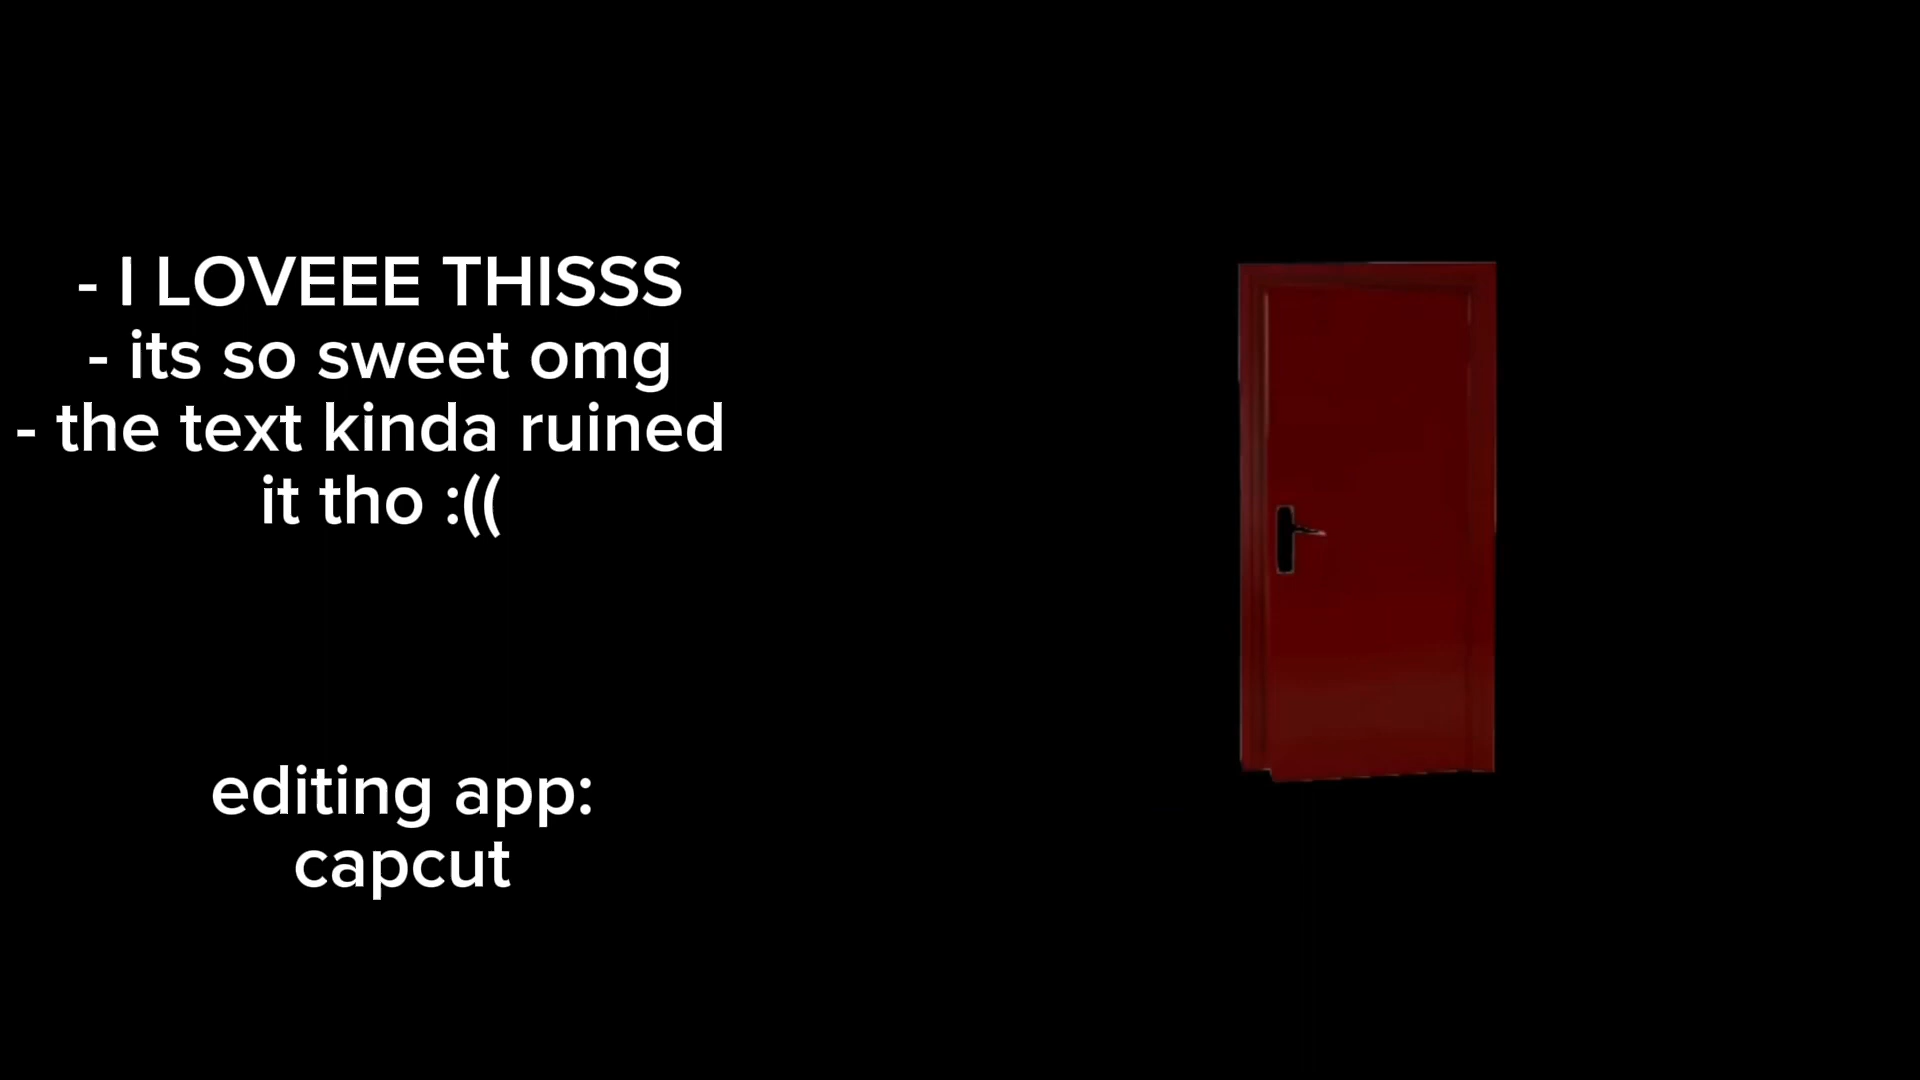 - I LOVEEE THISSS
- its so sweet omg
- the text kinda ruined
it tho :((
editing app:
capcut